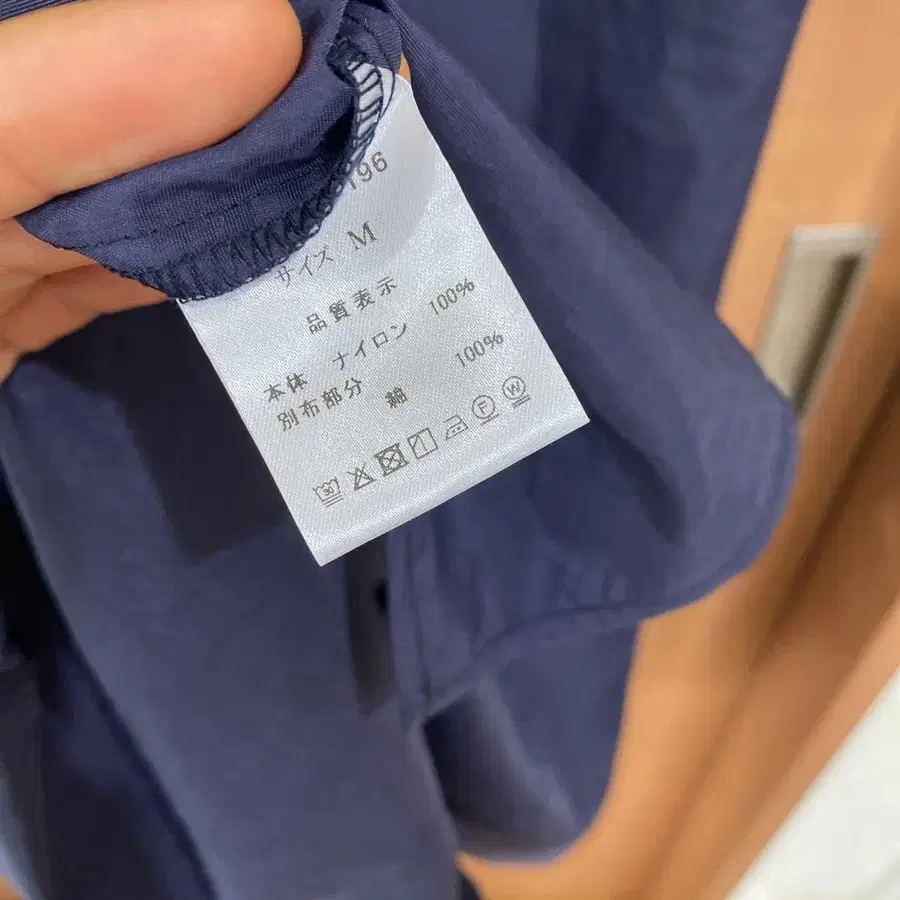 196
サイズ M
品質表示
本体 ナイロン 100%
別布部分 綿 100%
30 F W